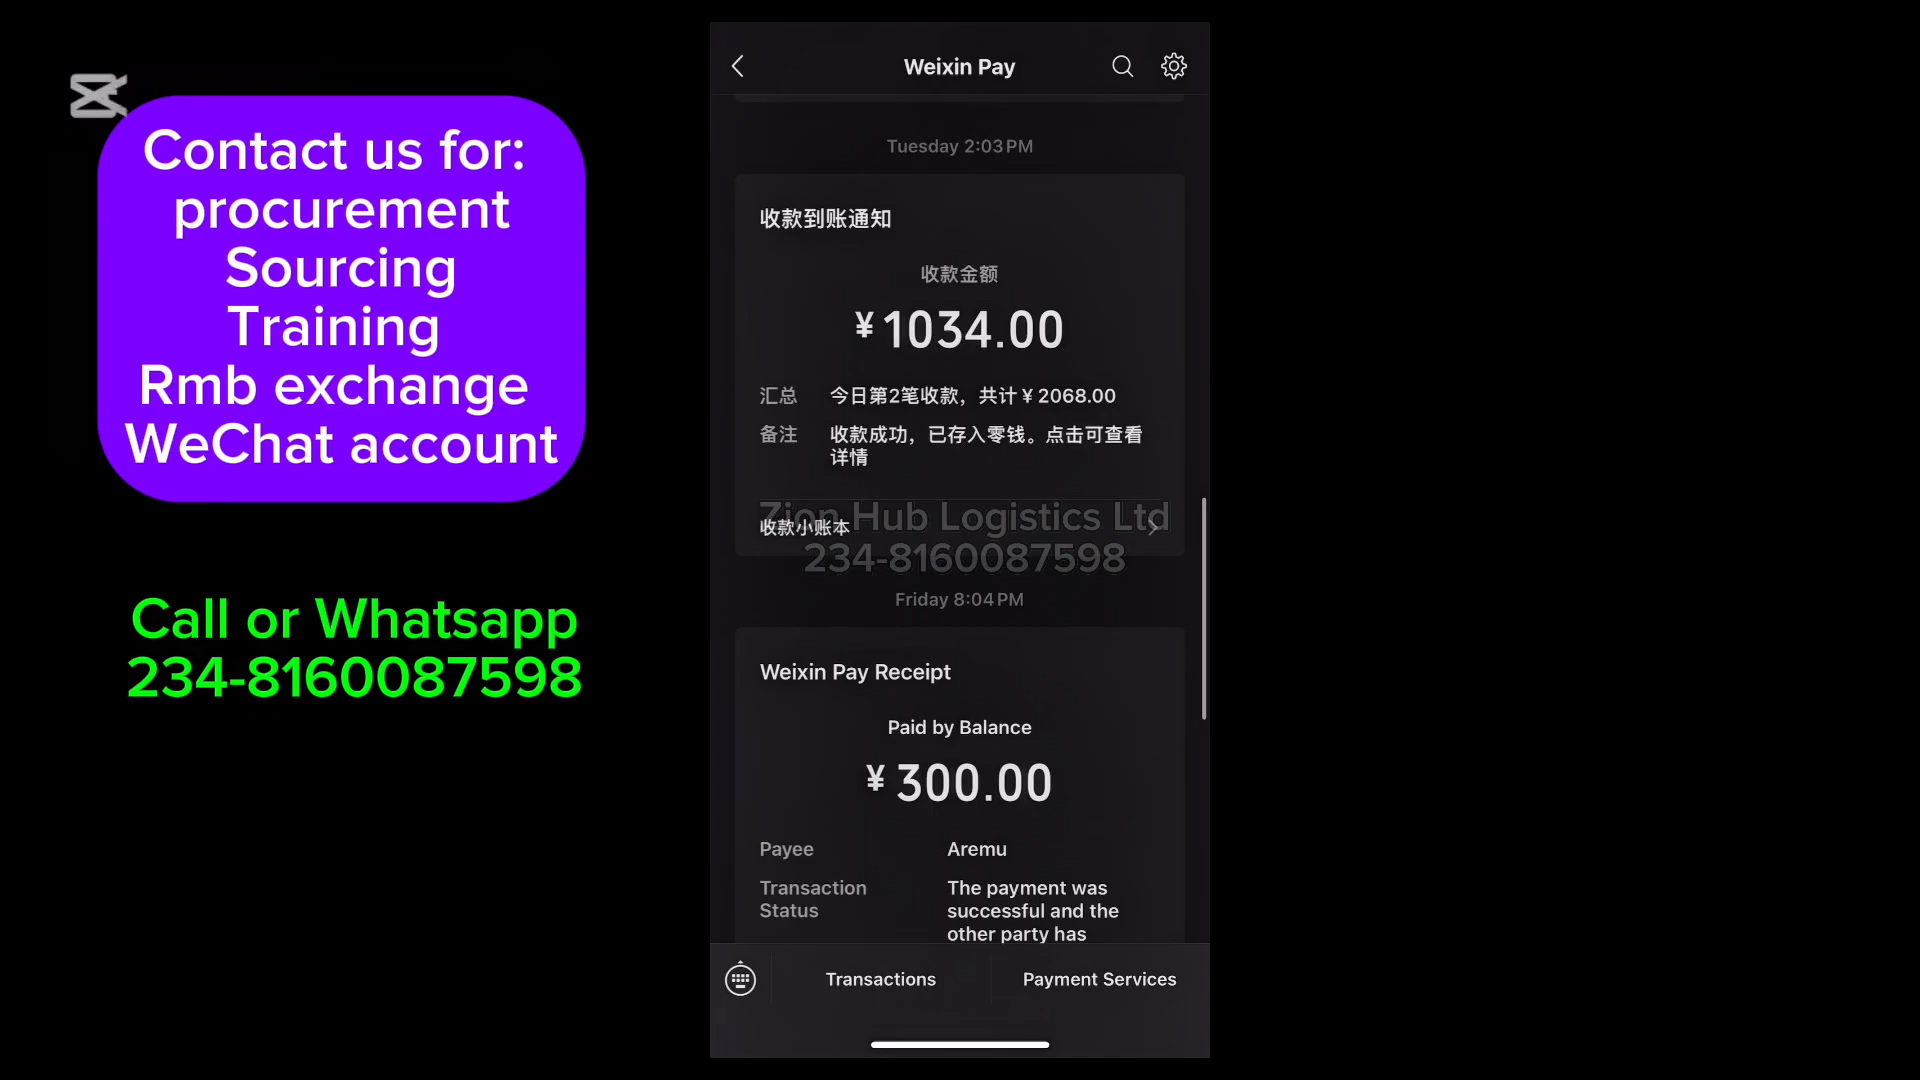 Contact us for:
procurement
Sourcing
Training
Rmb exchange
WeChat account
Call or Whatsapp
234-8160087598
Weixin Pay
Tuesday 2:03 PM
收款到账通知
收款金额
¥1034.00
汇总 今日第2笔收款，共计¥2068.00
备注 收款成功，已存入零钱。点击可查看
详情
Zion Hub Logistics Ltd
收款小账本
234-8160087598
Friday 8:04 PM
Weixin Pay Receipt
Paid by Balance
¥300.00
Payee Aremu
Transaction The payment was
Status successful and the
other party has
Transactions Payment Services